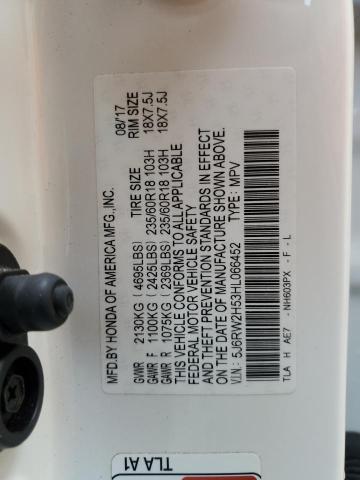 MFD.BY HONDA OF AMERICA MFG.,INC. 08/17
TIRE SIZE RIM SIZE
GVWR 2130KG ( 4695LBS)
GAWR F 1100KG ( 2425LBS) 235/60R18 103H 18X7.5J
GAWR R 1075KG ( 2369LBS) 235/60R18 103H 18X7.5J
THIS VEHICLE CONFORMS TO ALL APPLICABLE
FEDERAL MOTOR VEHICLE SAFETY
AND THEFT PREVENTION STANDARDS IN EFFECT
ON THE DATE OF MANUFACTURE SHOWN ABOVE.
V.I.N.: 5J6RW2H53HL066452 TYPE: MPV
TLA H AE7 - NH603PX - F - L
TLA A1